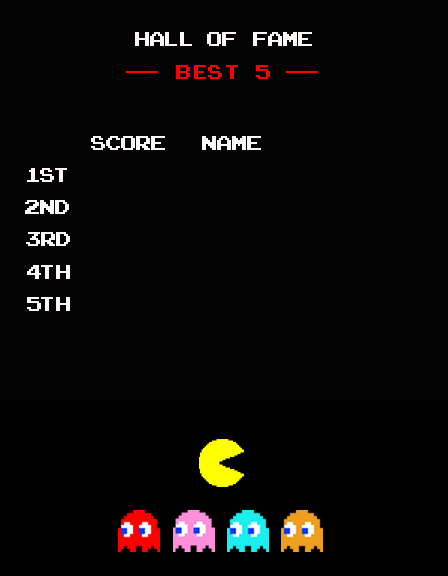 HALL OF FAME
— BEST 5 —
SCORE NAME
1ST
2ND
3RD
4TH
5TH